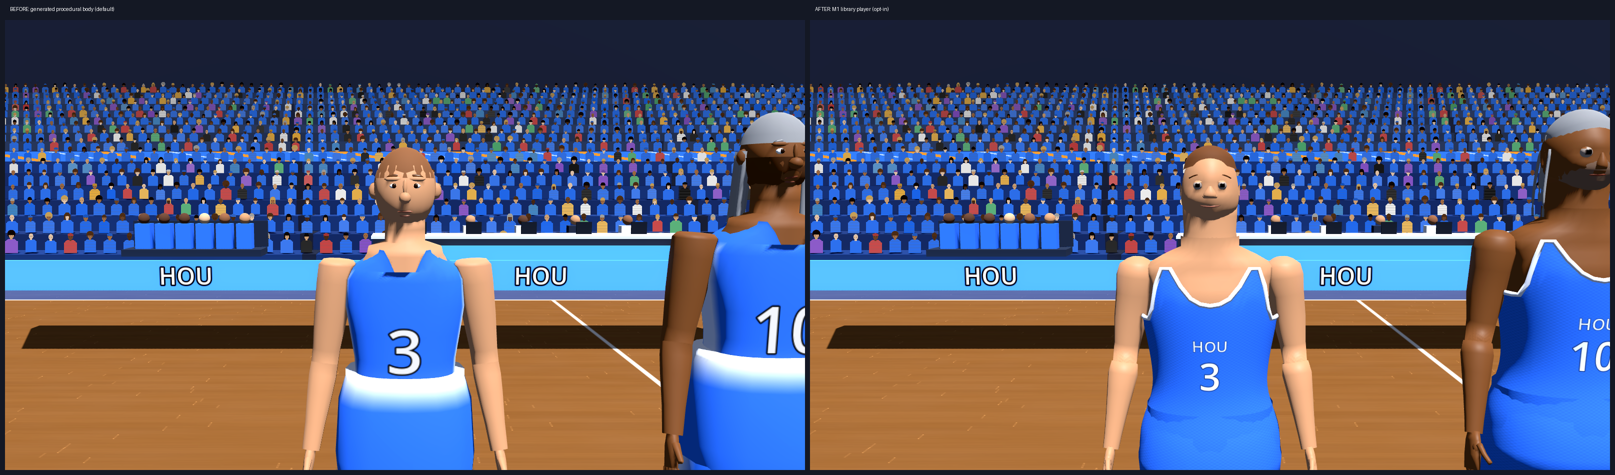 BEFORE generated procedural body (default)
HOU
HOU
3
10
AFTER M1 library player (opt-in)
HOU
HOU
HOU
3
HOU
10